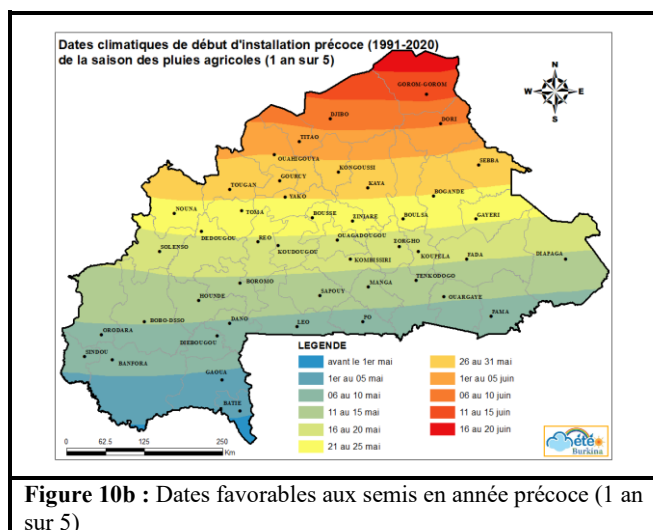 Dates climatiques de début d'installation précoce (1991-2020)
de la saison des pluies agricoles (1 an sur 5)
N
W E
S
GOROM-GOROM
DJIBO
DORI
TITAO
OUAHIGOUYA
KONGOUSSI
SEBBA
GOURCY
TOUGAN
KAYA
YAKO
BOGANDE
NOUNA
TOMA
BOUSSE
ZINIARE
BOULSA
GAYERI
DEDOUGOU
REO
OUAGADOUGOU
SOLENSO
KOUDOUGOU
ZORGHO
KOUPÉLA
KOMBISSIRI
FADA
DIAPAGA
BOROMO
TENKODOGO
MANGA
HOUNDE
SAPOUY
OUARGAYE
BOBO-DSSO
DANO
LEO
PO
PAMA
ORODARA
DIEBOUGOU
SINDOU
BANFORA
GAOUA
BATIE
LEGENDE
avant le 1er mai
1er au 05 mai
06 au 10 mai
11 au 15 mai
16 au 20 mai
21 au 25 mai
26 au 31 mai
1er au 05 juin
06 au 10 juin
11 au 15 juin
16 au 20 juin
0 62.5 125 250
Km
météo
Burkina
Figure 10b : Dates favorables aux semis en année précoce (1 an
sur 5)